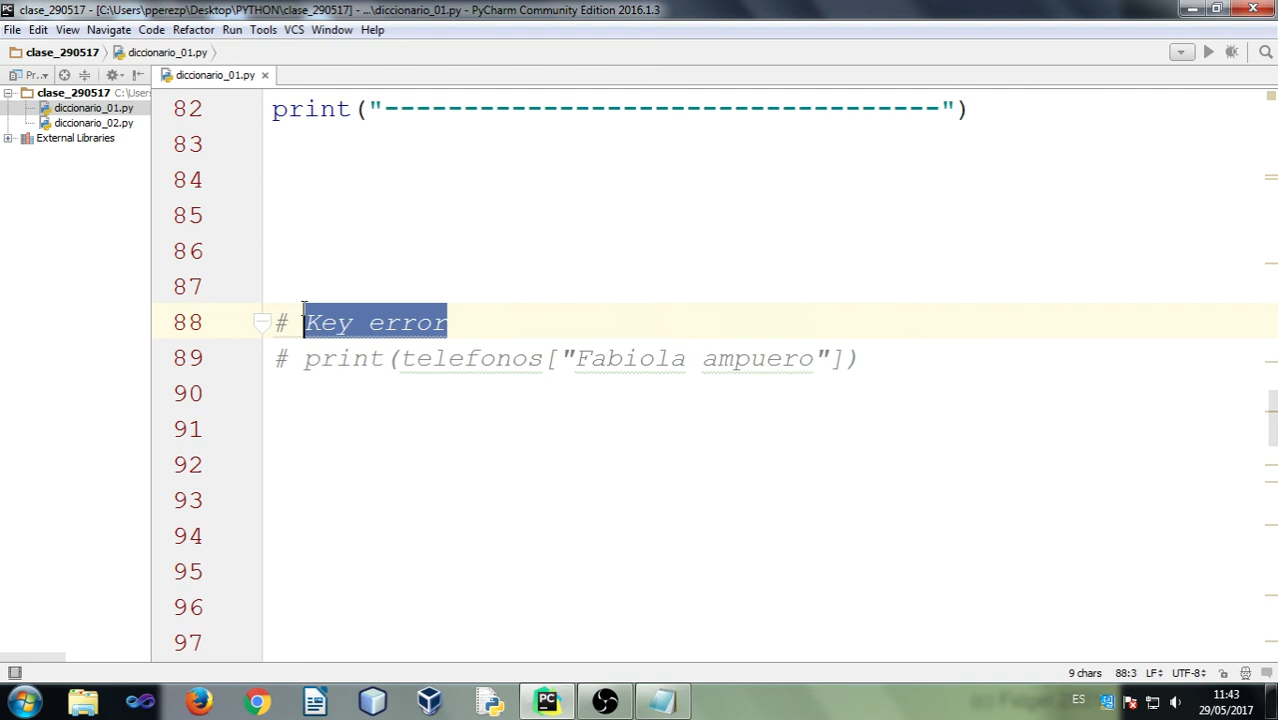 clase_290517 - [C:\Users\pperezp\Desktop\PYTHON\clase_290517] - ...\diccionario_01.py - PyCharm Community Edition 2016.1.3
File Edit View Navigate Code Refactor Run Tools VCS Window Help
clase_290517 diccionario_01.py
Pr... diccionario_01.py
clase_290517 C:\Users
diccionario_01.py
diccionario_02.py
External Libraries
82 print("-----------------------------------")
83
84
85
86
87
88 # Key error
89 # print(telefonos["Fabiola ampuero"])
90
91
92
93
94
95
96
97
9 chars 88:3 LF UTF-8
ES 11:43
29/05/2017